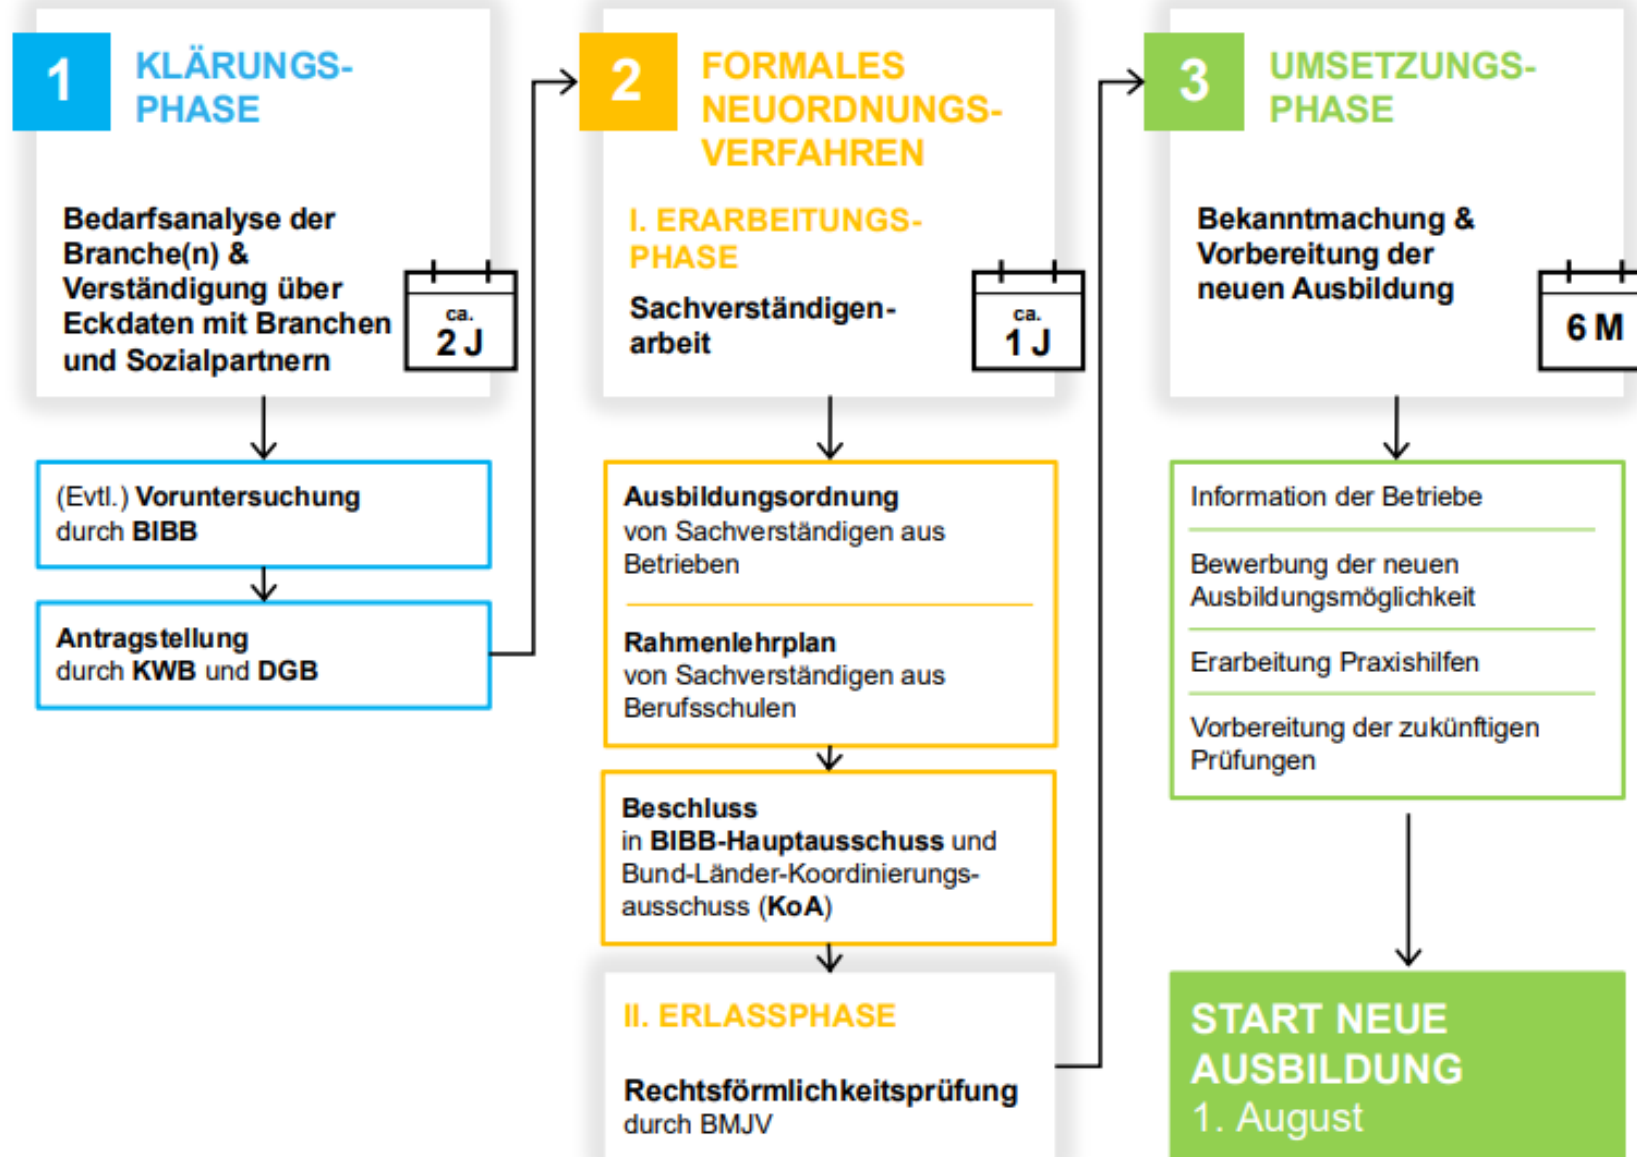 1
KLÄRUNGS-
PHASE
Bedarfsanalyse der
Branche(n) &
Verständigung über
Eckdaten mit Branchen
und Sozialpartnern
ca.
2 J
(Evtl.) Voruntersuchung
durch BIBB
Antragstellung
durch KWB und DGB
2
FORMALES
NEUORDNUNGS-
VERFAHREN
I. ERARBEITUNGS-
PHASE
Sachverständigen-
arbeit
ca.
1 J
Ausbildungsordnung
von Sachverständigen aus
Betrieben
Rahmenlehrplan
von Sachverständigen aus
Berufsschulen
Beschluss
in BIBB-Hauptausschuss und
Bund-Länder-Koordinierungs-
ausschuss (KoA)
II. ERLASSPHASE
Rechtsförmlichkeitsprüfung
durch BMJV
3
UMSETZUNGS-
PHASE
Bekanntmachung &
Vorbereitung der
neuen Ausbildung
6 M
Information der Betriebe
Bewerbung der neuen
Ausbildungsmöglichkeit
Erarbeitung Praxishilfen
Vorbereitung der zukünftigen
Prüfungen
START NEUE
AUSBILDUNG
1. August